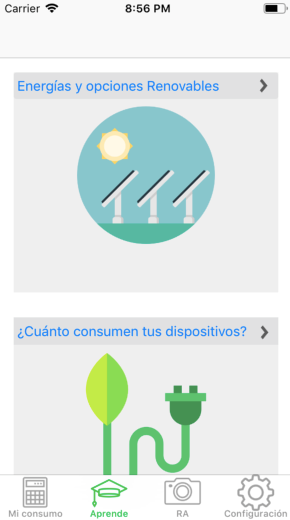 Carrier 8:56 PM
Energías y opciones Renovables
¿Cuánto consumen tus dispositivos?
Mi consumo Aprende RA Configuración